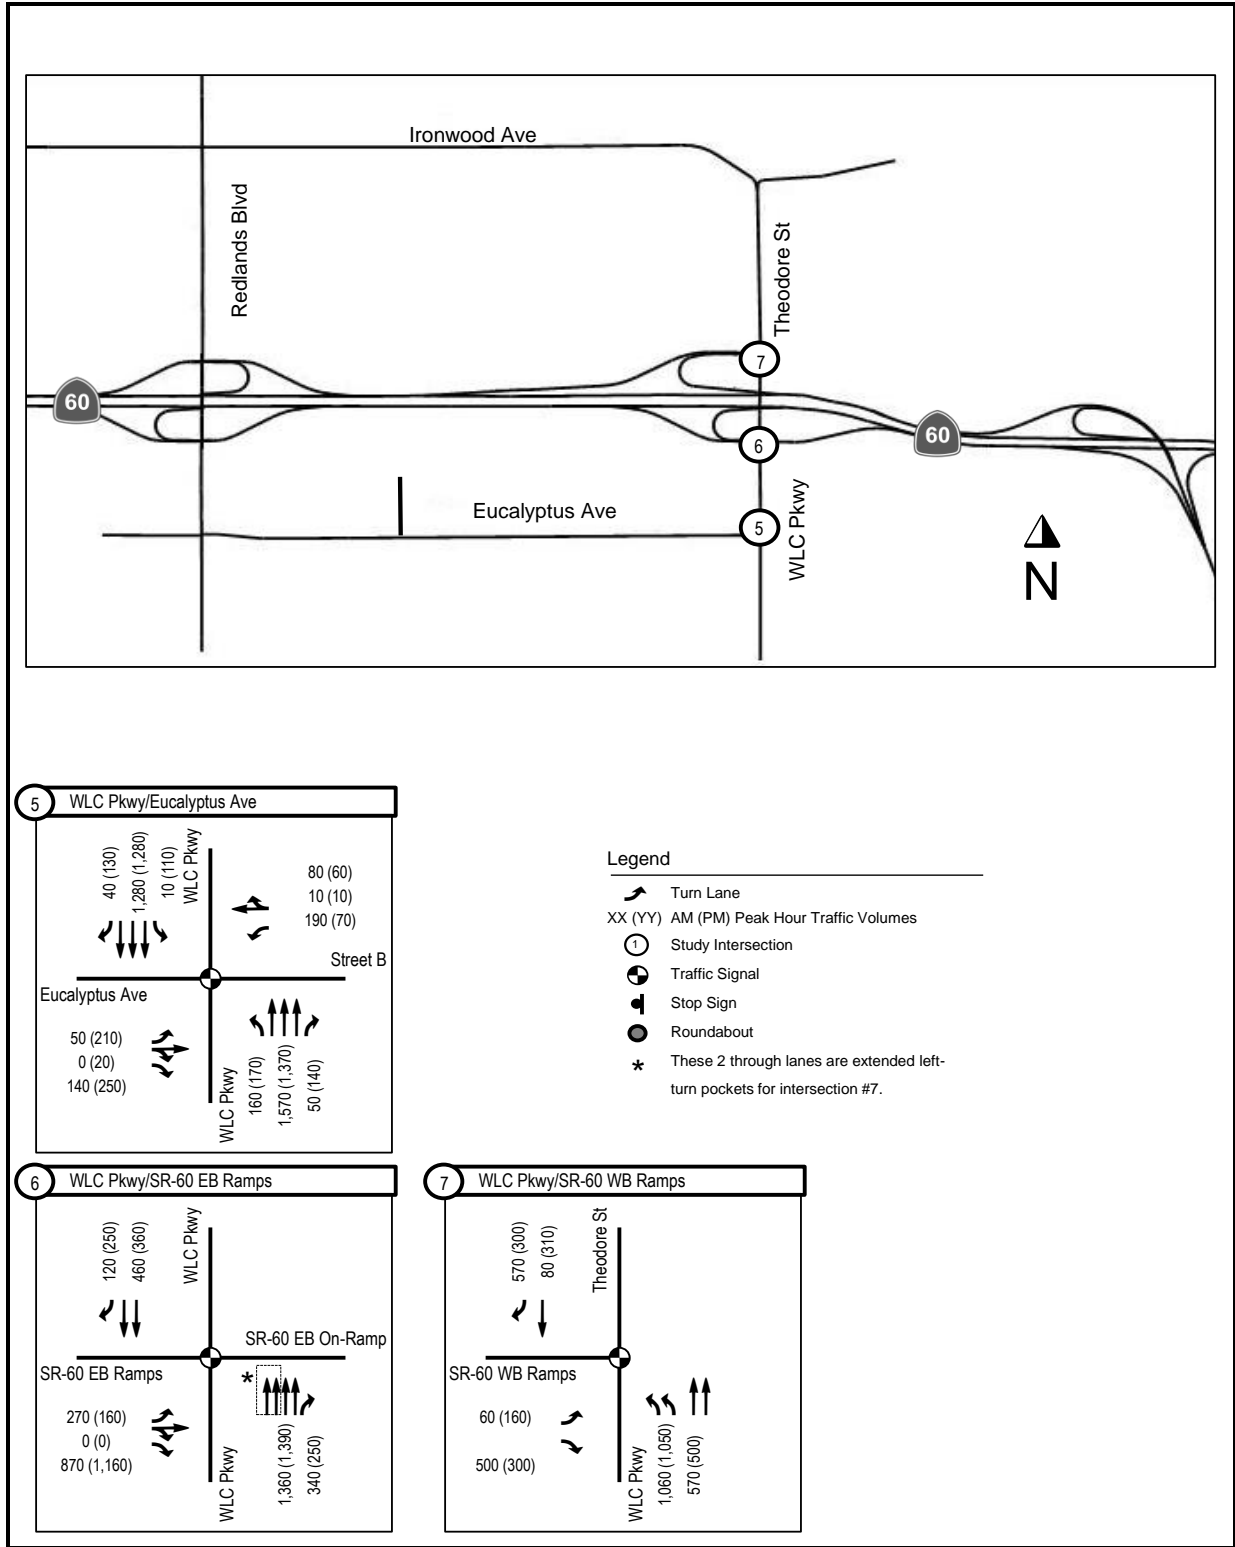 Ironwood Ave
Redlands Blvd
Theodore St
7
60
60
6
Eucalyptus Ave
5
WLC Pkwy
N
5 WLC Pkwy/Eucalyptus Ave
40 (130)
1,280 (1,280)
10 (110)
WLC Pkwy
80 (60)
10 (10)
190 (70)
Street B
Eucalyptus Ave
50 (210)
0 (20)
140 (250)
WLC Pkwy
160 (170)
1,570 (1,370)
50 (140)
Legend
Turn Lane
XX (YY) AM (PM) Peak Hour Traffic Volumes
1 Study Intersection
Traffic Signal
Stop Sign
Roundabout
* These 2 through lanes are extended left-
turn pockets for intersection #7.
6 WLC Pkwy/SR-60 EB Ramps
120 (250)
460 (360)
WLC Pkwy
SR-60 EB On-Ramp
SR-60 EB Ramps
*
270 (160)
0 (0)
870 (1,160)
WLC Pkwy
1,360 (1,390)
340 (250)
7 WLC Pkwy/SR-60 WB Ramps
570 (300)
80 (310)
Theodore St
SR-60 WB Ramps
60 (160)
500 (300)
WLC Pkwy
1,060 (1,050)
570 (500)